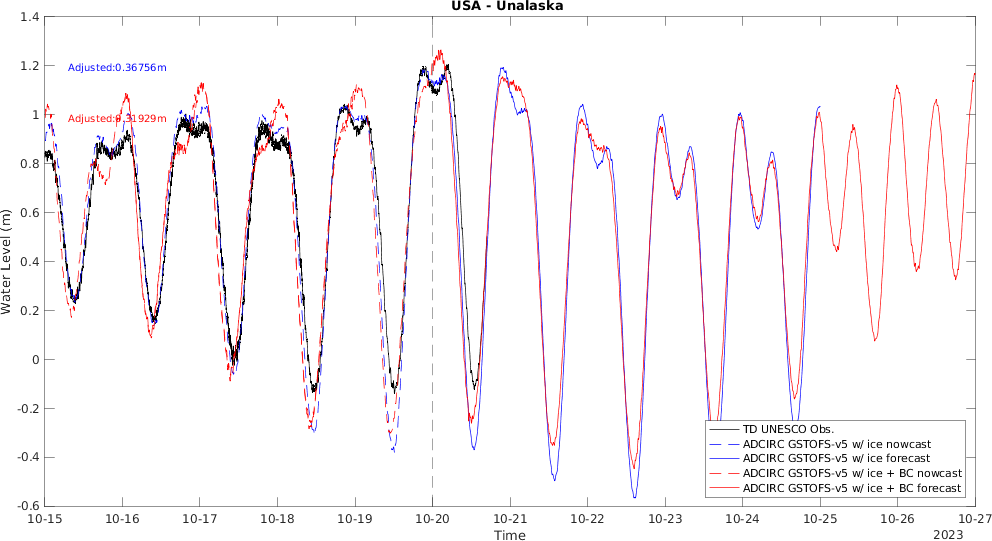 USA - Unalaska
1.4
1.2
1
0.8
0.6
0.4
0.2
0
-0.2
-0.4
-0.6
Water Level (m)
Adjusted:0.36756m
Adjusted:0.31929m
TD UNESCO Obs.
ADCIRC GSTOFS-v5 w/ ice nowcast
ADCIRC GSTOFS-v5 w/ ice forecast
ADCIRC GSTOFS-v5 w/ ice + BC nowcast
ADCIRC GSTOFS-v5 w/ ice + BC forecast
10-15 10-16 10-17 10-18 10-19 10-20 10-21 10-22 10-23 10-24 10-25 10-26 10-27
Time
2023